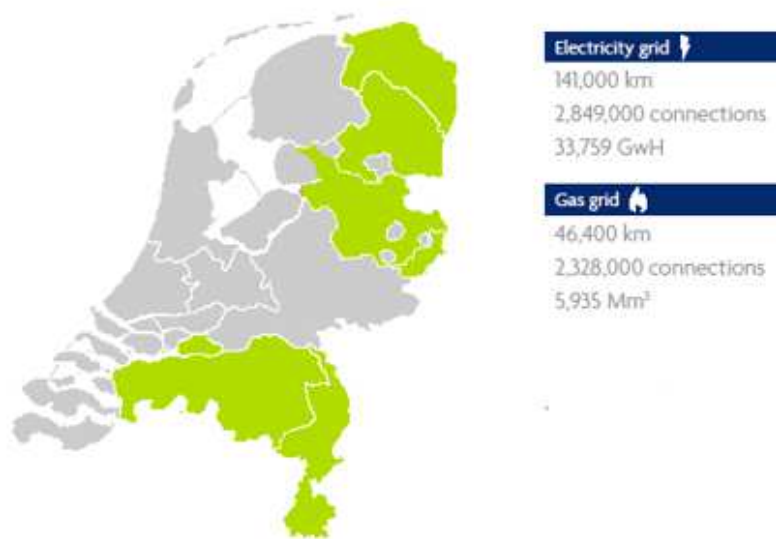 Electricity grid
141,000 km
2,849,000 connections
33,759 GwH
Gas grid
46,400 km
2,328,000 connections
5,935 Mm³